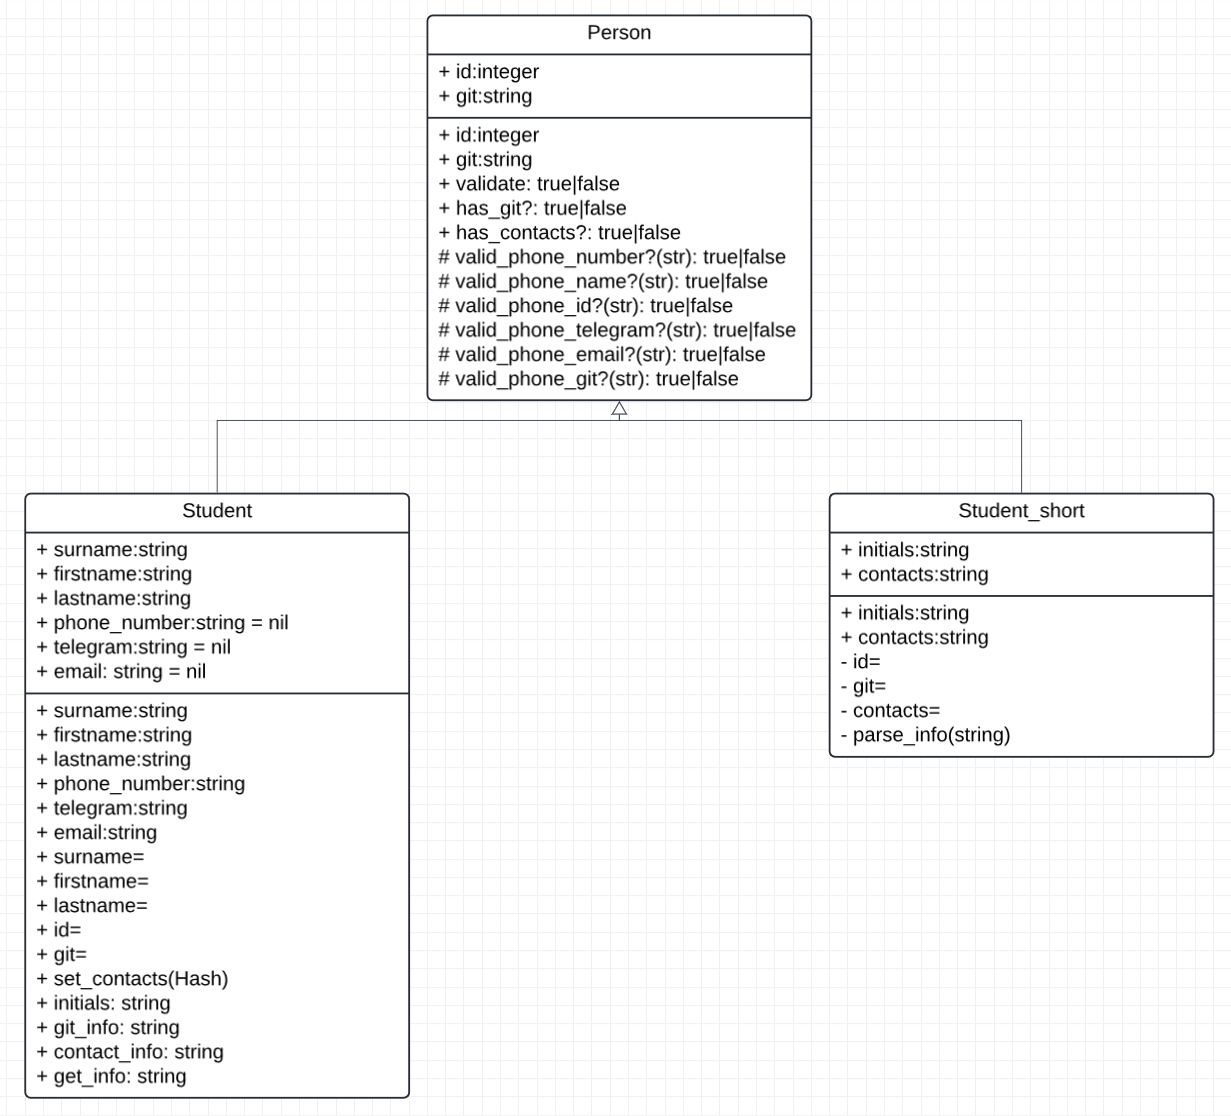 Person
+ id:integer
+ git:string
+ id:integer
+ git:string
+ validate: true|false
+ has_git?: true|false
+ has_contacts?: true|false
# valid_phone_number?(str): true|false
# valid_phone_name?(str): true|false
# valid_phone_id?(str): true|false
# valid_phone_telegram?(str): true|false
# valid_phone_email?(str): true|false
# valid_phone_git?(str): true|false
Student
+ surname:string
+ firstname:string
+ lastname:string
+ phone_number:string = nil
+ telegram:string = nil
+ email: string = nil
+ surname:string
+ firstname:string
+ lastname:string
+ phone_number:string
+ telegram:string
+ email:string
+ surname=
+ firstname=
+ lastname=
+ id=
+ git=
+ set_contacts(Hash)
+ initials: string
+ git_info: string
+ contact_info: string
+ get_info: string
Student_short
+ initials:string
+ contacts:string
+ initials:string
+ contacts:string
- id=
- git=
- contacts=
- parse_info(string)